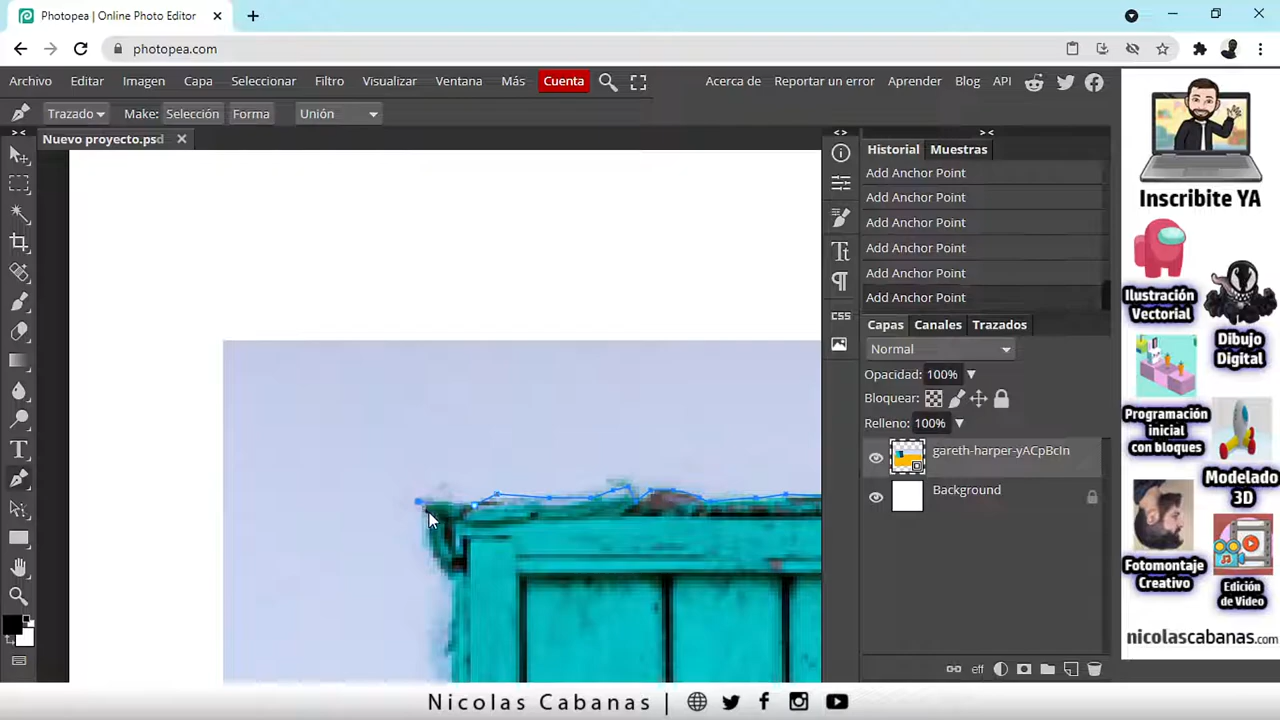 Photopea | Online Photo Editor
photopea.com
Archivo Editar Imagen Capa Seleccionar Filtro Visualizar Ventana Más Cuenta Acerca de Reportar un error Aprender Blog API
Trazado Make: Selección Forma Unión
Nuevo proyecto.psd
Historial Muestras
Add Anchor Point
Add Anchor Point
Add Anchor Point
Add Anchor Point
Add Anchor Point
Add Anchor Point
CSS
Capas Canales Trazados
Normal
Opacidad: 100%
Bloquear:
Relleno: 100%
gareth-harper-yACpBcIn
Background
eff
Inscribite YA
Ilustración
Vectorial
Dibujo
Digital
Programación
inicial
con bloques
Modelado
3D
Fotomontaje
Creativo
Edición
de Video
nicolascabanas.com
Nicolas Cabanas |